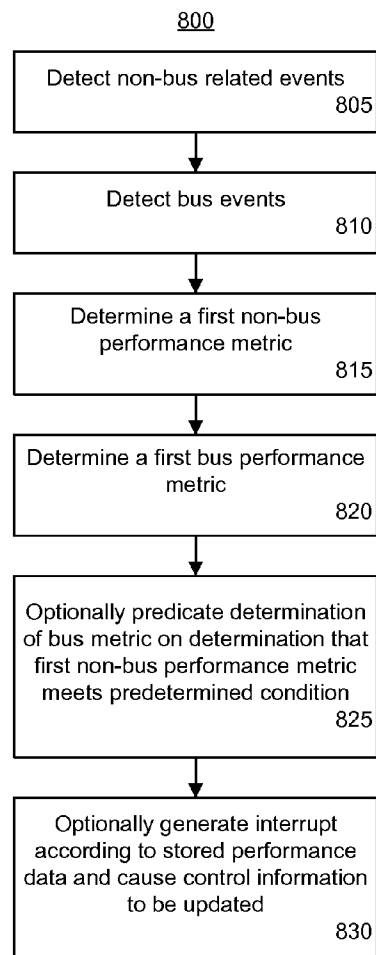 800
Detect non-bus related events
805
Detect bus events
810
Determine a first non-bus
performance metric
815
Determine a first bus performance
metric
820
Optionally predicate determination
of bus metric on determination that
first non-bus performance metric
meets predetermined condition
825
Optionally generate interrupt
according to stored performance
data and cause control information
to be updated
830